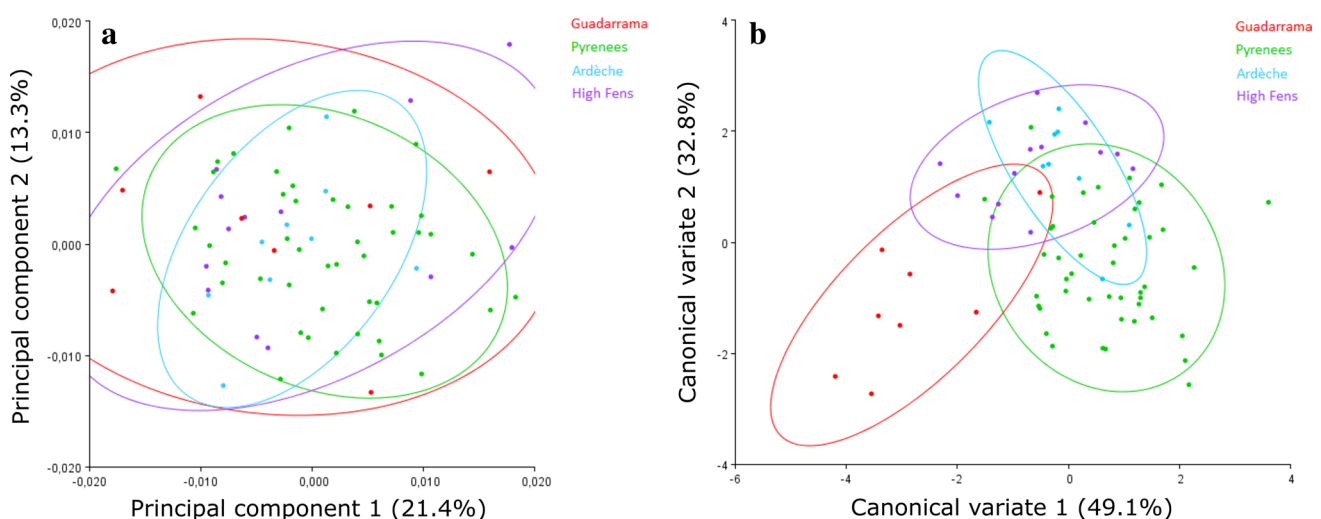 a
Guadarrama
Pyrenees
Ardèche
High Fens
0,020
0,010
0,000
-0,010
-0,020
-0,020
-0,010
0,000
0,010
0,020
Principal component 2 (13.3%)
Principal component 1 (21.4%)
b
Guadarrama
Pyrenees
Ardèche
High Fens
4
2
0
-2
-4
-6
-4
-2
0
2
4
Canonical variate 2 (32.8%)
Canonical variate 1 (49.1%)